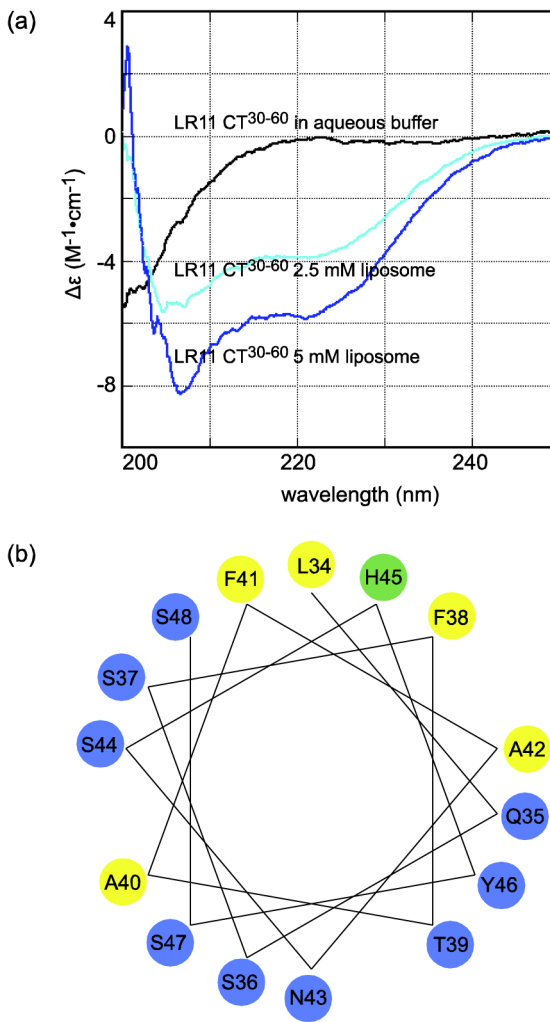 (a)
4
0
-4
-8
Δε (M⁻¹•cm⁻¹)
LR11 CT³⁰⁻⁶⁰ in aqueous buffer
LR11 CT³⁰⁻⁶⁰ 2.5 mM liposome
LR11 CT³⁰⁻⁶⁰ 5 mM liposome
200 220 240
wavelength (nm)
(b)
L34
F41 H45
S48 F38
S37
S44 A42
Q35
A40 Y46
S47 T39
S36 N43